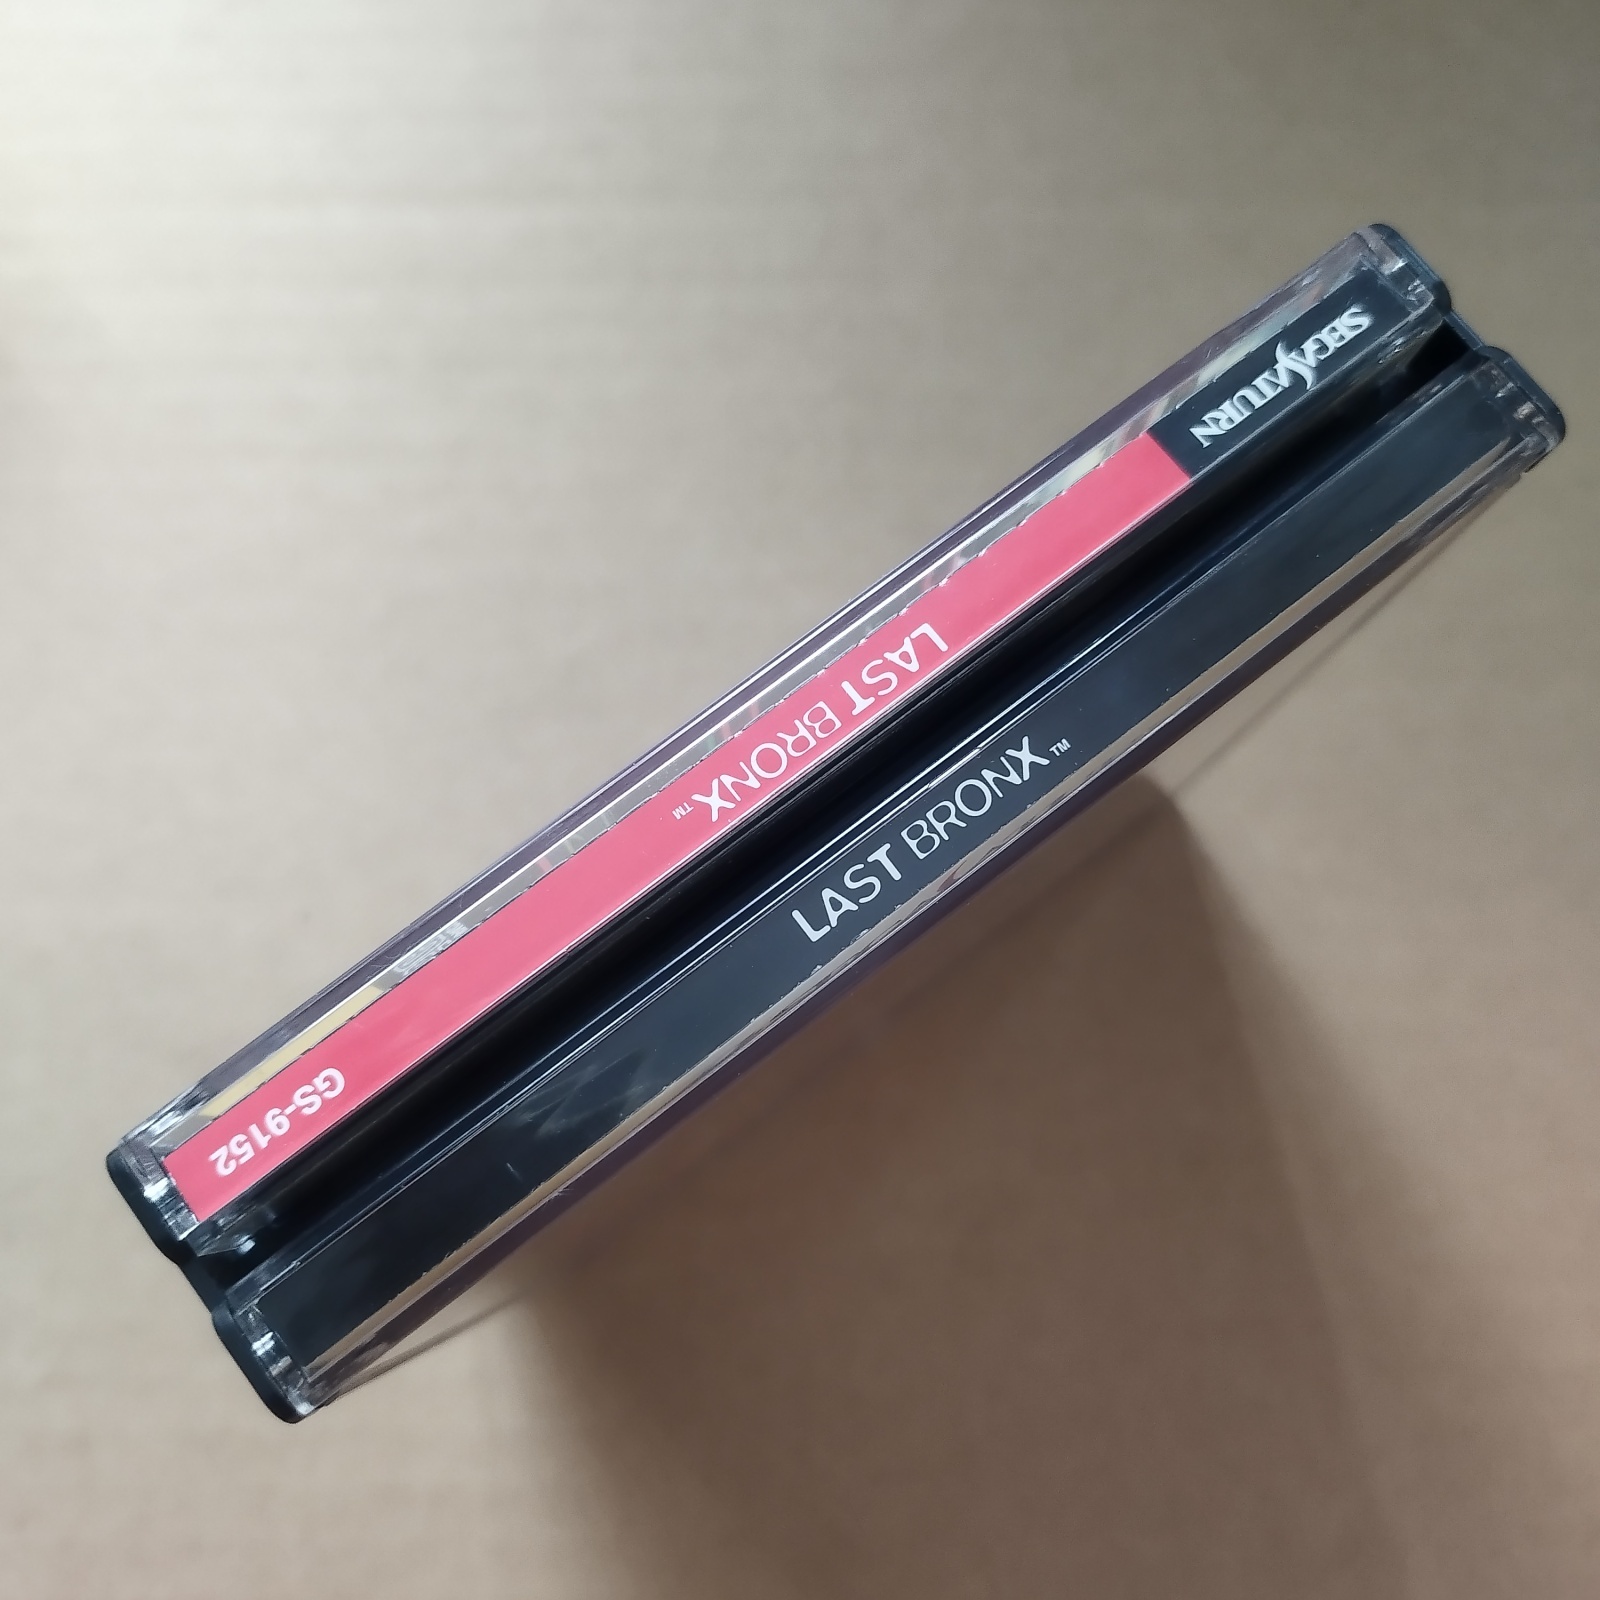 SEGA SATURN
LAST BRONX™
GS-9152
LAST BRONX™